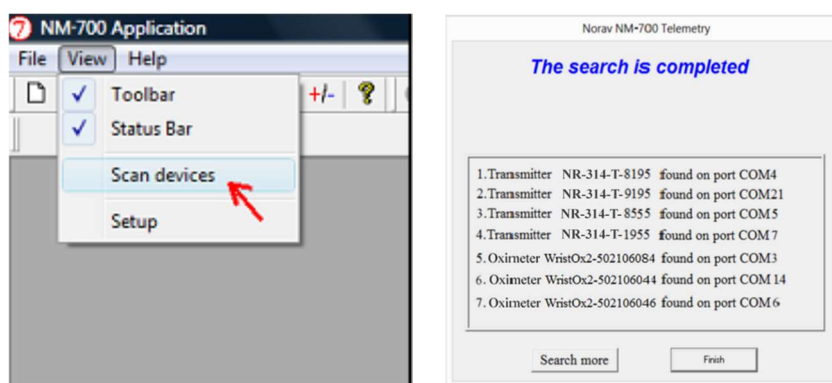 NM-700 Application
File View Help
+/-
Toolbar
Status Bar
Scan devices
Setup
Norav NM-700 Telemetry
The search is completed
1.Transmitter NR-314-T-8195 found on port COM4
2.Transmitter NR-314-T-9195 found on port COM21
3.Transmitter NR-314-T-8555 found on port COM5
4.Transmitter NR-314-T-1955 found on port COM7
5. Oximeter WristOx2-502106084 found on port COM3
6. Oximeter WristOx2-502106044 found on port COM14
7. Oximeter WristOx2-502106046 found on port COM6
Search more Finish